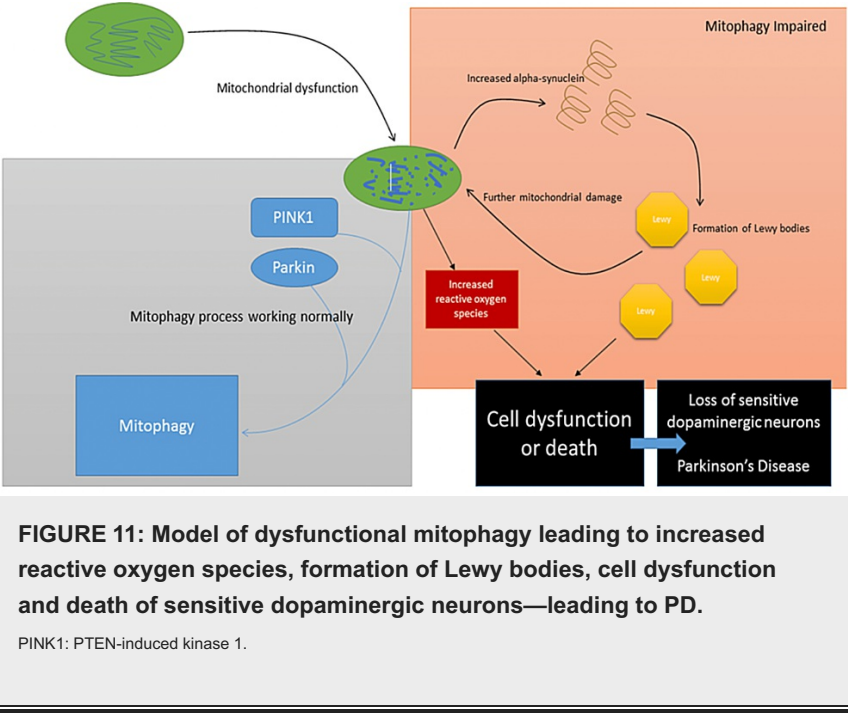 Mitophagy Impaired
Mitochondrial dysfunction
Increased alpha-synuclein
Further mitochondrial damage
Lewy
Formation of Lewy bodies
Lewy
Lewy
PINK1
Parkin
Mitophagy process working normally
Increased
reactive oxygen
species
Mitophagy
Cell dysfunction
or death
Loss of sensitive
dopaminergic neurons
Parkinson's Disease
FIGURE 11: Model of dysfunctional mitophagy leading to increased
reactive oxygen species, formation of Lewy bodies, cell dysfunction
and death of sensitive dopaminergic neurons—leading to PD.
PINK1: PTEN-induced kinase 1.